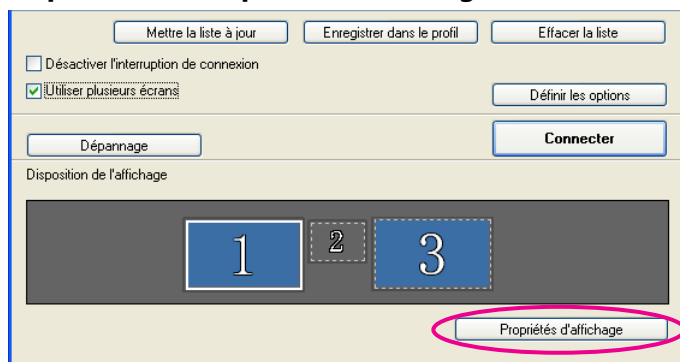 Mettre la liste à jour Enregistrer dans le profil Effacer la liste
Désactiver l'interruption de connexion
Utiliser plusieurs écrans
Définir les options
Dépannage Connecter
Disposition de l'affichage
1 2 3
Propriétés d'affichage